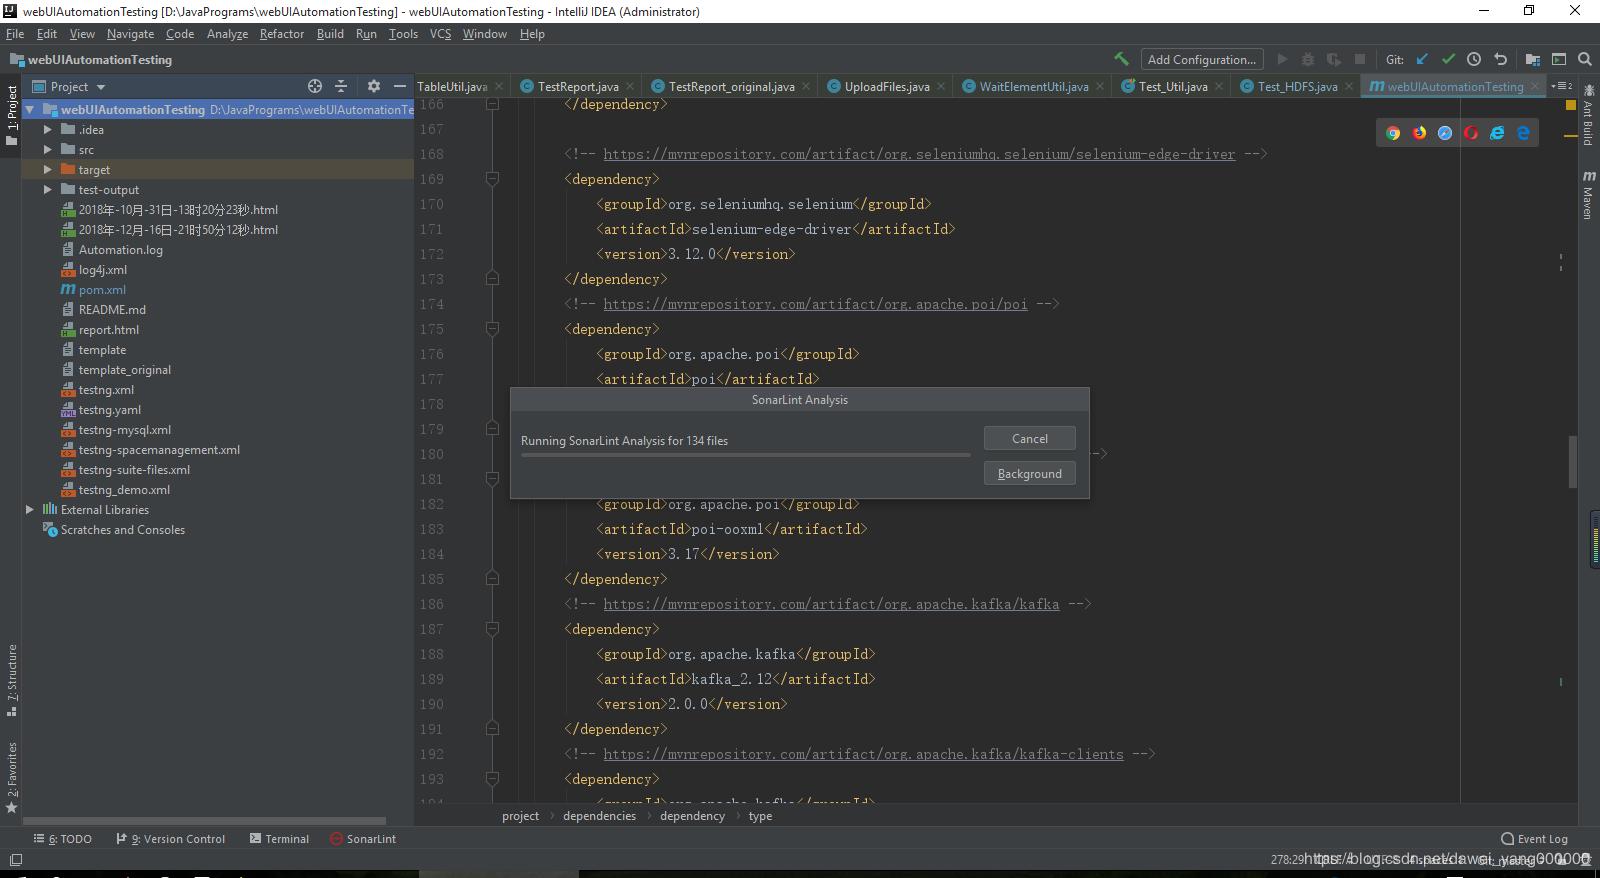 webUIAutomationTesting [D:\JavaPrograms\webUIAutomationTesting] - webUIAutomationTesting - IntelliJ IDEA (Administrator)
File Edit View Navigate Code Analyze Refactor Build Run Tools VCS Window Help
webUIAutomationTesting
Add Configuration...
Git:
1: Project
Project
TableUtil.java
TestReport.java
TestReport_original.java
UploadFiles.java
WaitElementUtil.java
Test_Util.java
Test_HDFS.java
webUIAutomationTesting
2
webUIAutomationTesting D:\JavaPrograms\webUIAutomationTe
.idea
src
target
test-output
2018年-10月-31日-13时20分23秒.html
2018年-12月-16日-21时50分12秒.html
Automation.log
log4j.xml
pom.xml
README.md
report.html
template
template_original
testng.xml
testng.yaml
testng-mysql.xml
testng-spacemanagement.xml
testng-suite-files.xml
testng_demo.xml
External Libraries
Scratches and Consoles
7: Structure
2: Favorites
166 </dependency>
167
168 <!-- https://mvnrepository.com/artifact/org.seleniumhq.selenium/selenium-edge-driver -->
169 <dependency>
170 <groupId>org.seleniumhq.selenium</groupId>
171 <artifactId>selenium-edge-driver</artifactId>
172 <version>3.12.0</version>
173 </dependency>
174 <!-- https://mvnrepository.com/artifact/org.apache.poi/poi -->
175 <dependency>
176 <groupId>org.apache.poi</groupId>
177 <artifactId>poi</artifactId>
178
179
180 -->
181
182 <groupId>org.apache.poi</groupId>
183 <artifactId>poi-ooxml</artifactId>
184 <version>3.17</version>
185 </dependency>
186 <!-- https://mvnrepository.com/artifact/org.apache.kafka/kafka -->
187 <dependency>
188 <groupId>org.apache.kafka</groupId>
189 <artifactId>kafka_2.12</artifactId>
190 <version>2.0.0</version>
191 </dependency>
192 <!-- https://mvnrepository.com/artifact/org.apache.kafka/kafka-clients -->
193 <dependency>
194 <groupId>org.apache.kafka</groupId>
SonarLint Analysis
Running SonarLint Analysis for 134 files
Cancel
Background
Ant Build
Maven
project dependencies dependency type
6: TODO
9: Version Control
Terminal
SonarLint
Event Log
278:29
https://blog.csdn.net/dawei_yang000000